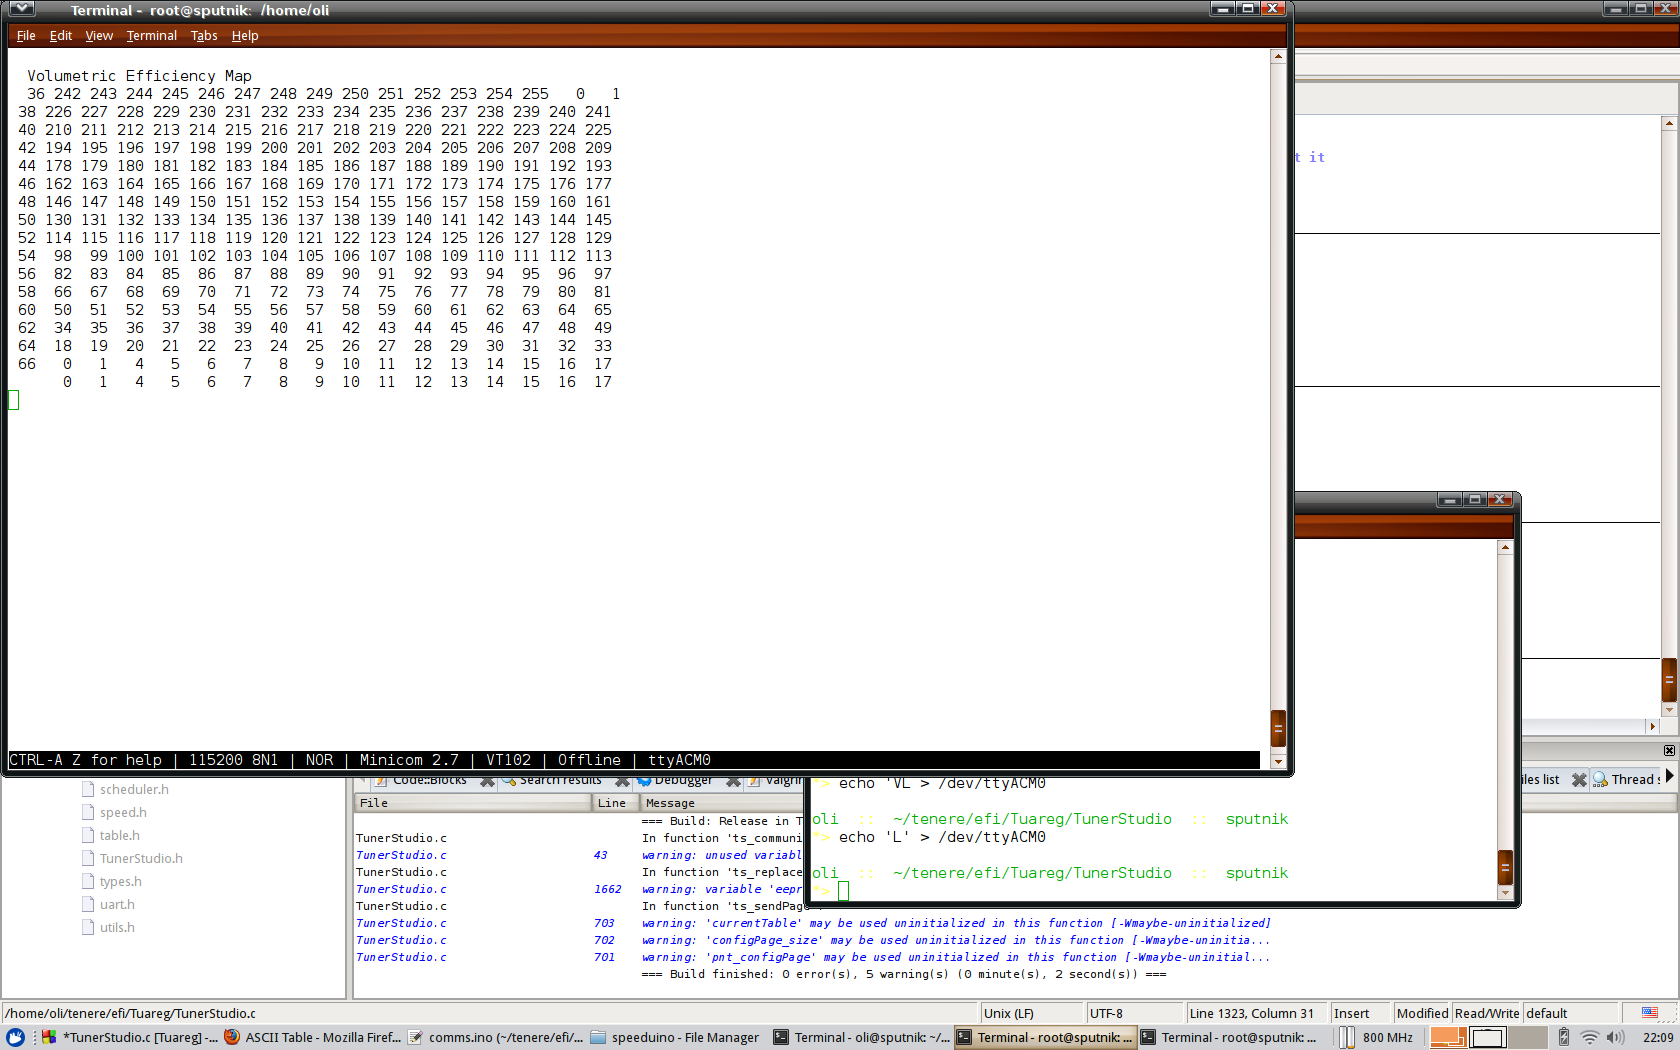 Terminal - root@sputnik: /home/oli
File Edit View Terminal Tabs Help
Volumetric Efficiency Map
36 242 243 244 245 246 247 248 249 250 251 252 253 254 255 0 1
38 226 227 228 229 230 231 232 233 234 235 236 237 238 239 240 241
40 210 211 212 213 214 215 216 217 218 219 220 221 222 223 224 225
42 194 195 196 197 198 199 200 201 202 203 204 205 206 207 208 209
44 178 179 180 181 182 183 184 185 186 187 188 189 190 191 192 193
46 162 163 164 165 166 167 168 169 170 171 172 173 174 175 176 177
48 146 147 148 149 150 151 152 153 154 155 156 157 158 159 160 161
50 130 131 132 133 134 135 136 137 138 139 140 141 142 143 144 145
52 114 115 116 117 118 119 120 121 122 123 124 125 126 127 128 129
54 98 99 100 101 102 103 104 105 106 107 108 109 110 111 112 113
56 82 83 84 85 86 87 88 89 90 91 92 93 94 95 96 97
58 66 67 68 69 70 71 72 73 74 75 76 77 78 79 80 81
60 50 51 52 53 54 55 56 57 58 59 60 61 62 63 64 65
62 34 35 36 37 38 39 40 41 42 43 44 45 46 47 48 49
64 18 19 20 21 22 23 24 25 26 27 28 29 30 31 32 33
66 0 1 4 5 6 7 8 9 10 11 12 13 14 15 16 17
0 1 4 5 6 7 8 9 10 11 12 13 14 15 16 17
CTRL-A Z for help | 115200 8N1 | NOR | Minicom 2.7 | VT102 | Offline | ttyACM0
t it
*> echo 'VL > /dev/ttyACM0
oli :: ~/tenere/efi/Tuareg/TunerStudio :: sputnik
*> echo 'L' > /dev/ttyACM0
oli :: ~/tenere/efi/Tuareg/TunerStudio :: sputnik
*>
scheduler.h
speed.h
table.h
TunerStudio.h
types.h
uart.h
utils.h
Code::Blocks Search results Debugger Valgri
iles list Thread s
File Line Message
=== Build: Release in T
TunerStudio.c In function 'ts_communi
TunerStudio.c 43 warning: unused variabl
TunerStudio.c In function 'ts_replace
TunerStudio.c 1662 warning: variable 'eepr
TunerStudio.c In function 'ts_sendPag
TunerStudio.c 703 warning: 'currentTable' may be used uninitialized in this function [-Wmaybe-uninitialized]
TunerStudio.c 702 warning: 'configPage_size' may be used uninitialized in this function [-Wmaybe-uninitia...
TunerStudio.c 701 warning: 'pnt_configPage' may be used uninitialized in this function [-Wmaybe-uninitial...
=== Build finished: 0 error(s), 5 warning(s) (0 minute(s), 2 second(s)) ===
/home/oli/tenere/efi/Tuareg/TunerStudio.c Unix (LF) UTF-8 Line 1323, Column 31 Insert Modified Read/Write default
*TunerStudio.c [Tuareg] -... ASCII Table - Mozilla Firef... comms.ino (~/tenere/efi/... speeduino - File Manager Terminal - oli@sputnik: ~/... Terminal - root@sputnik: ... Terminal - root@sputnik: ... 800 MHz 22:09